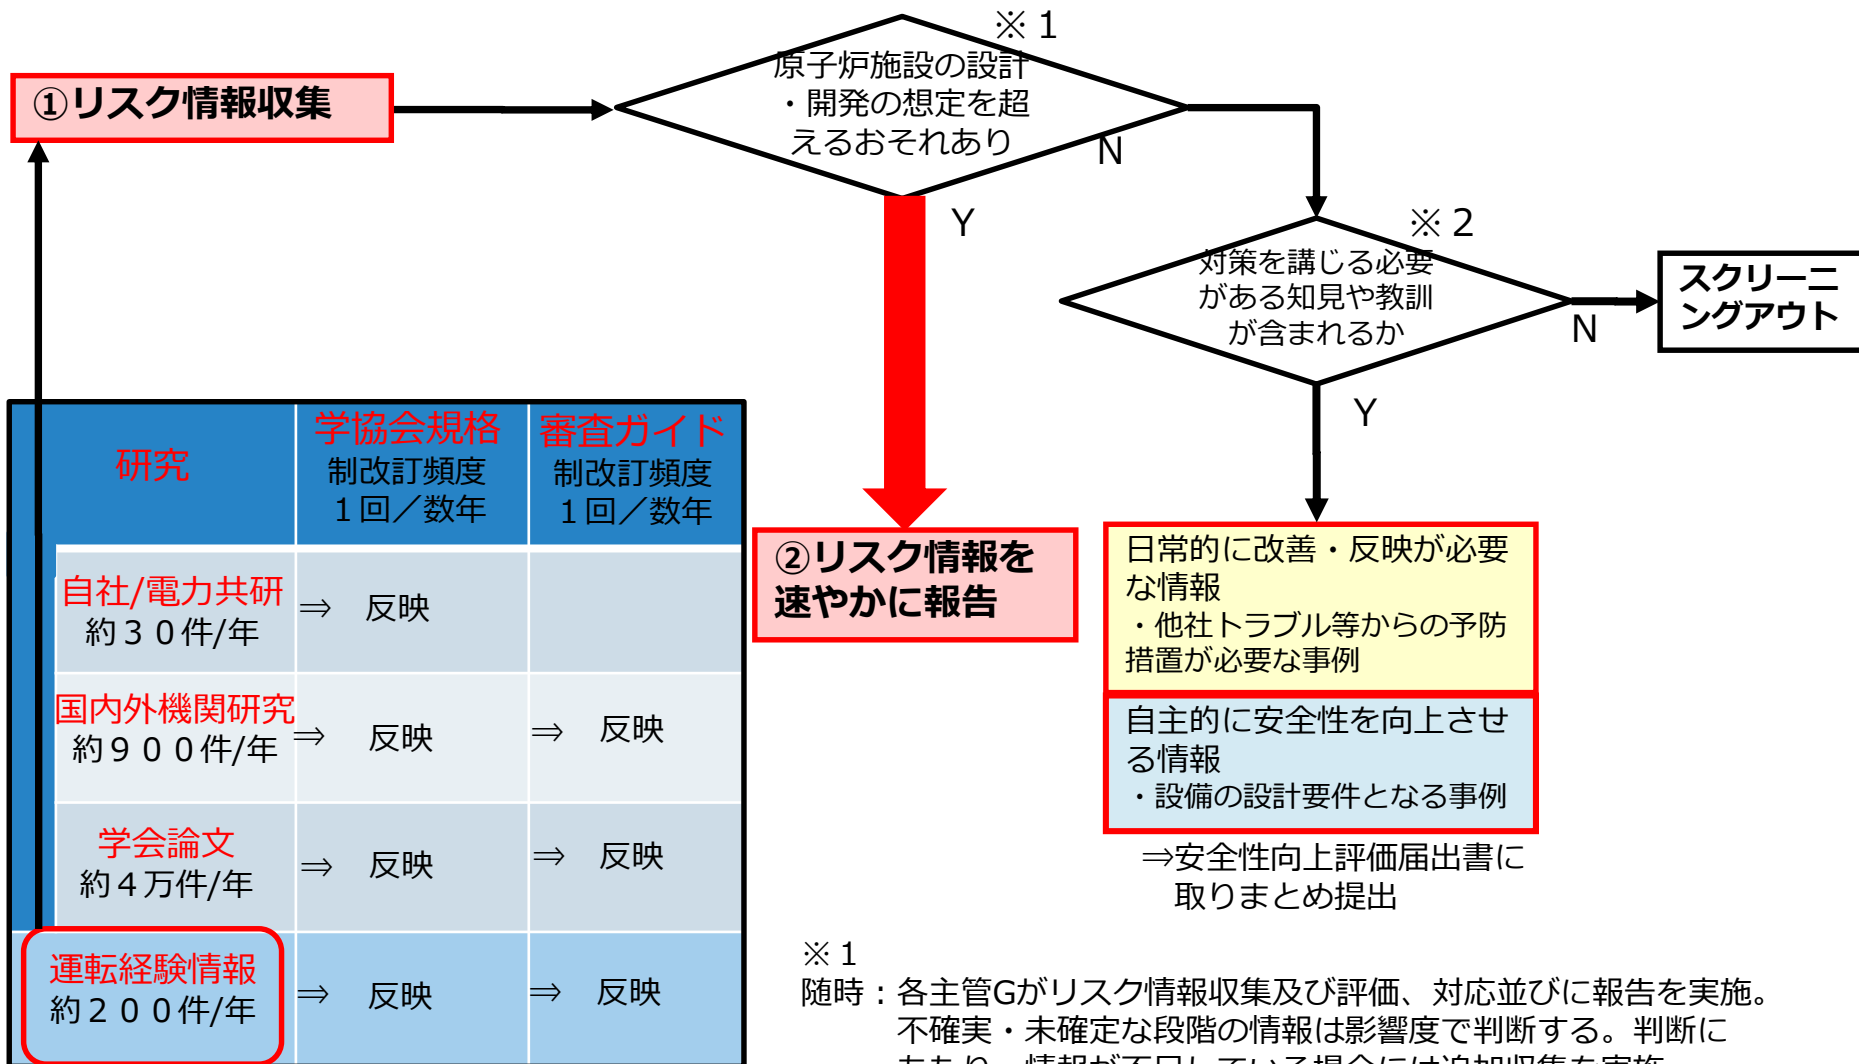 ①リスク情報収集
※１
原子炉施設の設計
・開発の想定を超
えるおそれあり
N
Y
※２
対策を講じる必要
がある知見や教訓
が含まれるか
N
Y
スクリーニ
ングアウト
研究
学協会規格
制改訂頻度
１回／数年
審査ガイド
制改訂頻度
１回／数年
自社/電力共研
約３０件/年
⇒ 反映
国内外機関研究
約９００件/年
⇒ 反映
⇒ 反映
学会論文
約４万件/年
⇒ 反映
⇒ 反映
運転経験情報
約２００件/年
⇒ 反映
⇒ 反映
②リスク情報を
速やかに報告
日常的に改善・反映が必要
な情報
・他社トラブル等からの予防
措置が必要な事例
自主的に安全性を向上させ
る情報
・設備の設計要件となる事例
⇒安全性向上評価届出書に
取りまとめ提出
※１
随時：各主管Gがリスク情報収集及び評価、対応並びに報告を実施。
不確実・未確定な段階の情報は影響度で判断する。判断に